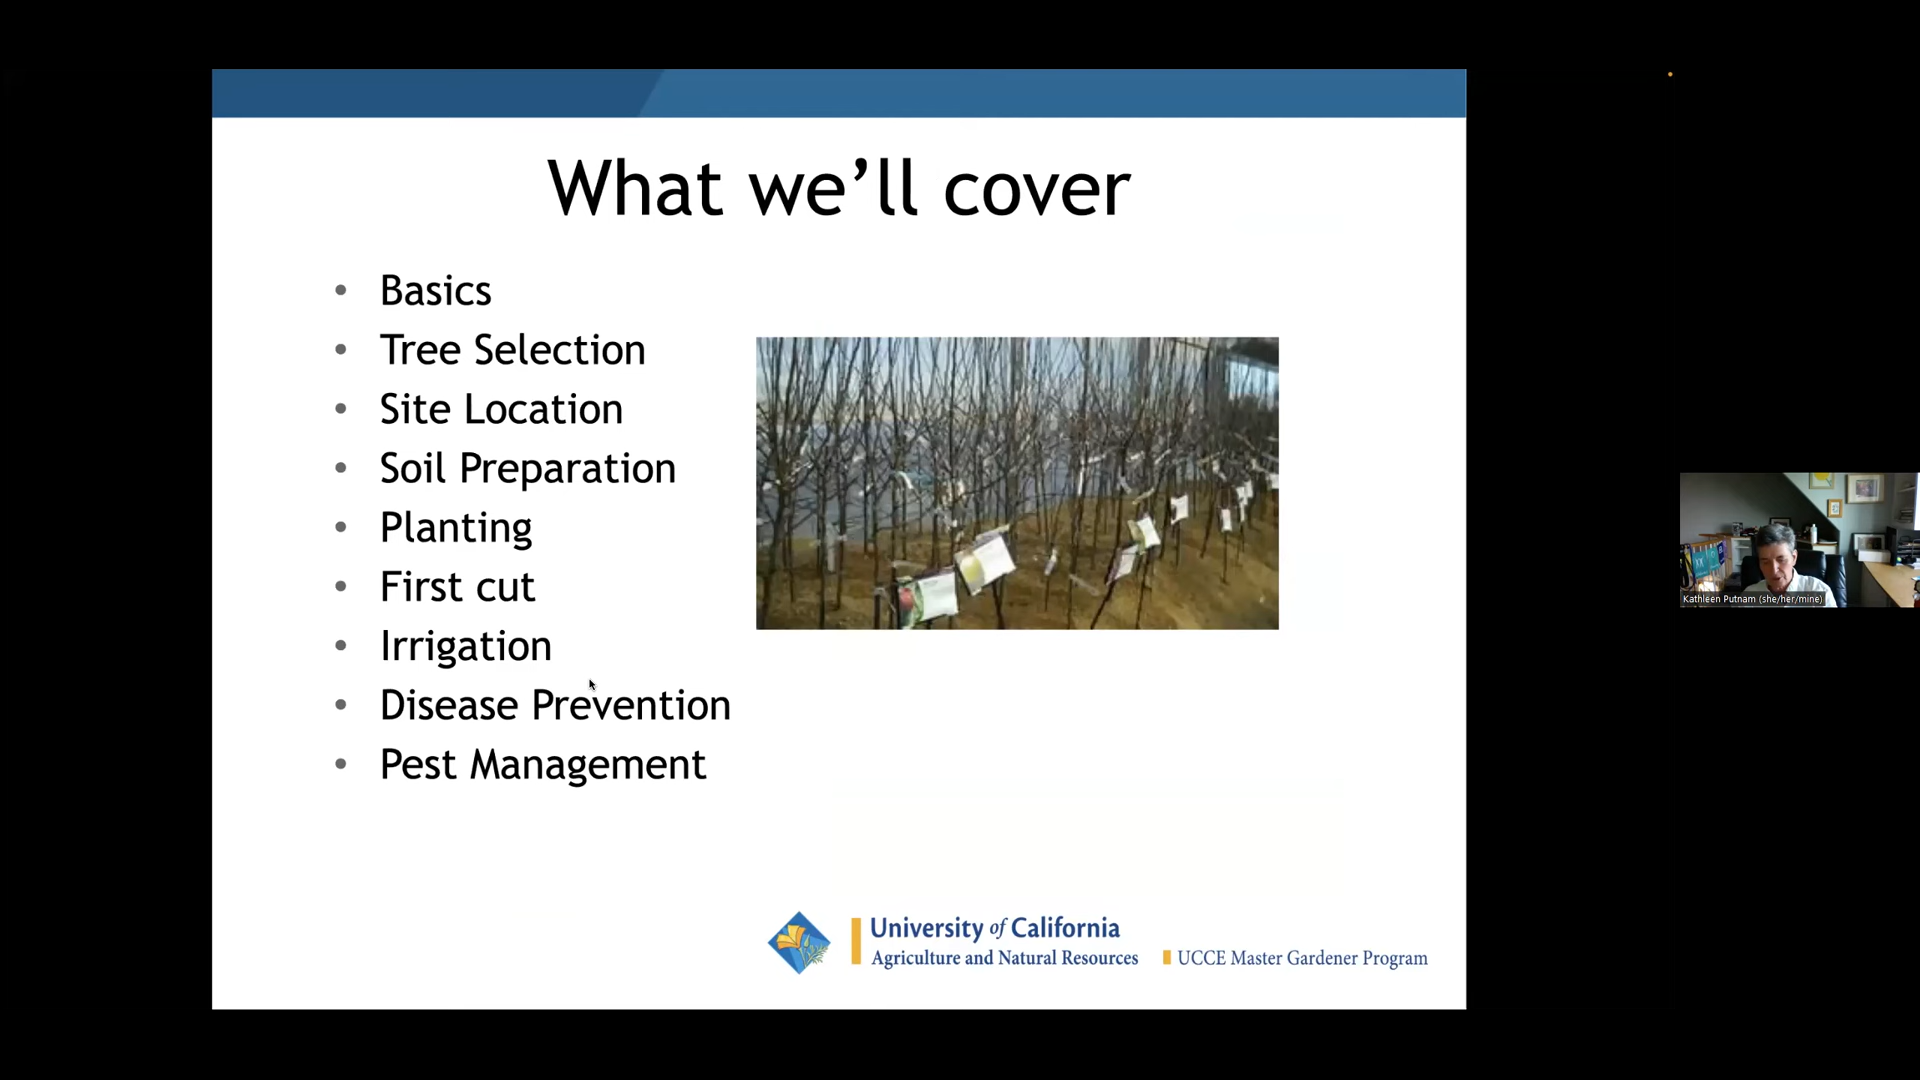 What we'll cover
• Basics
• Tree Selection
• Site Location
• Soil Preparation
• Planting
• First cut
• Irrigation
• Disease Prevention
• Pest Management
University of California
Agriculture and Natural Resources
UCCE Master Gardener Program
Kathleen Putnam (she/her/mine)